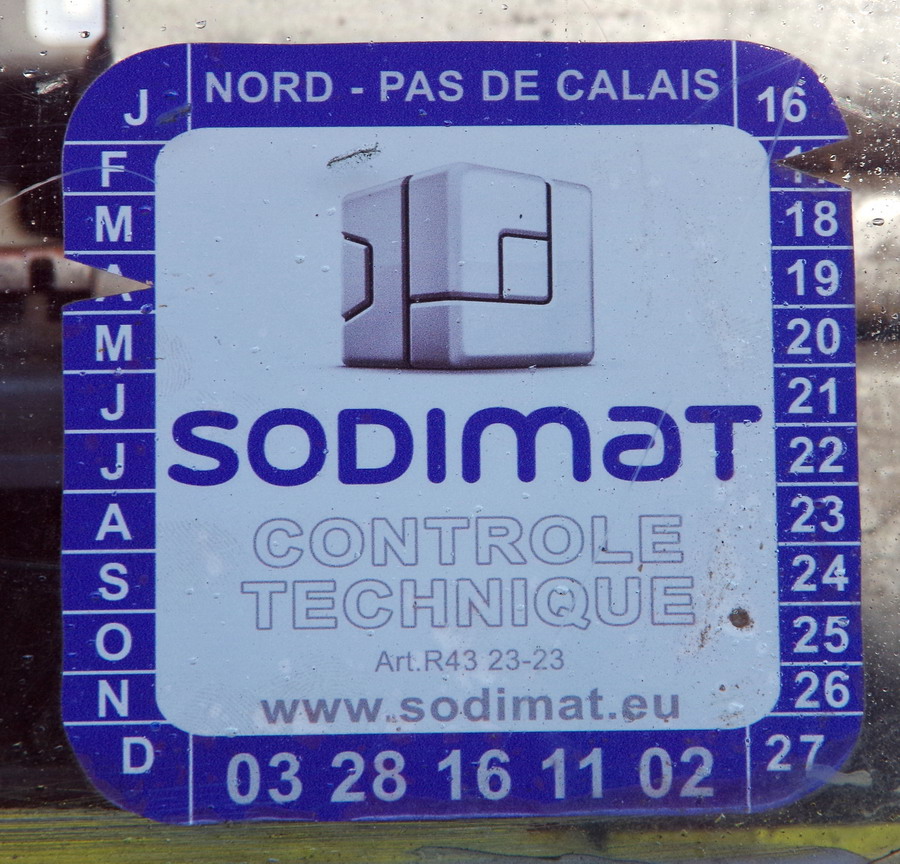 NORD - PAS DE CALAIS
J
F
M
A
M
J
J
A
S
O
N
D
16
18
19
20
21
22
23
24
25
26
27
SODIMAT
CONTROLE
TECHNIQUE
Art.R43 23-23
www.sodimat.eu
03 28 16 11 02